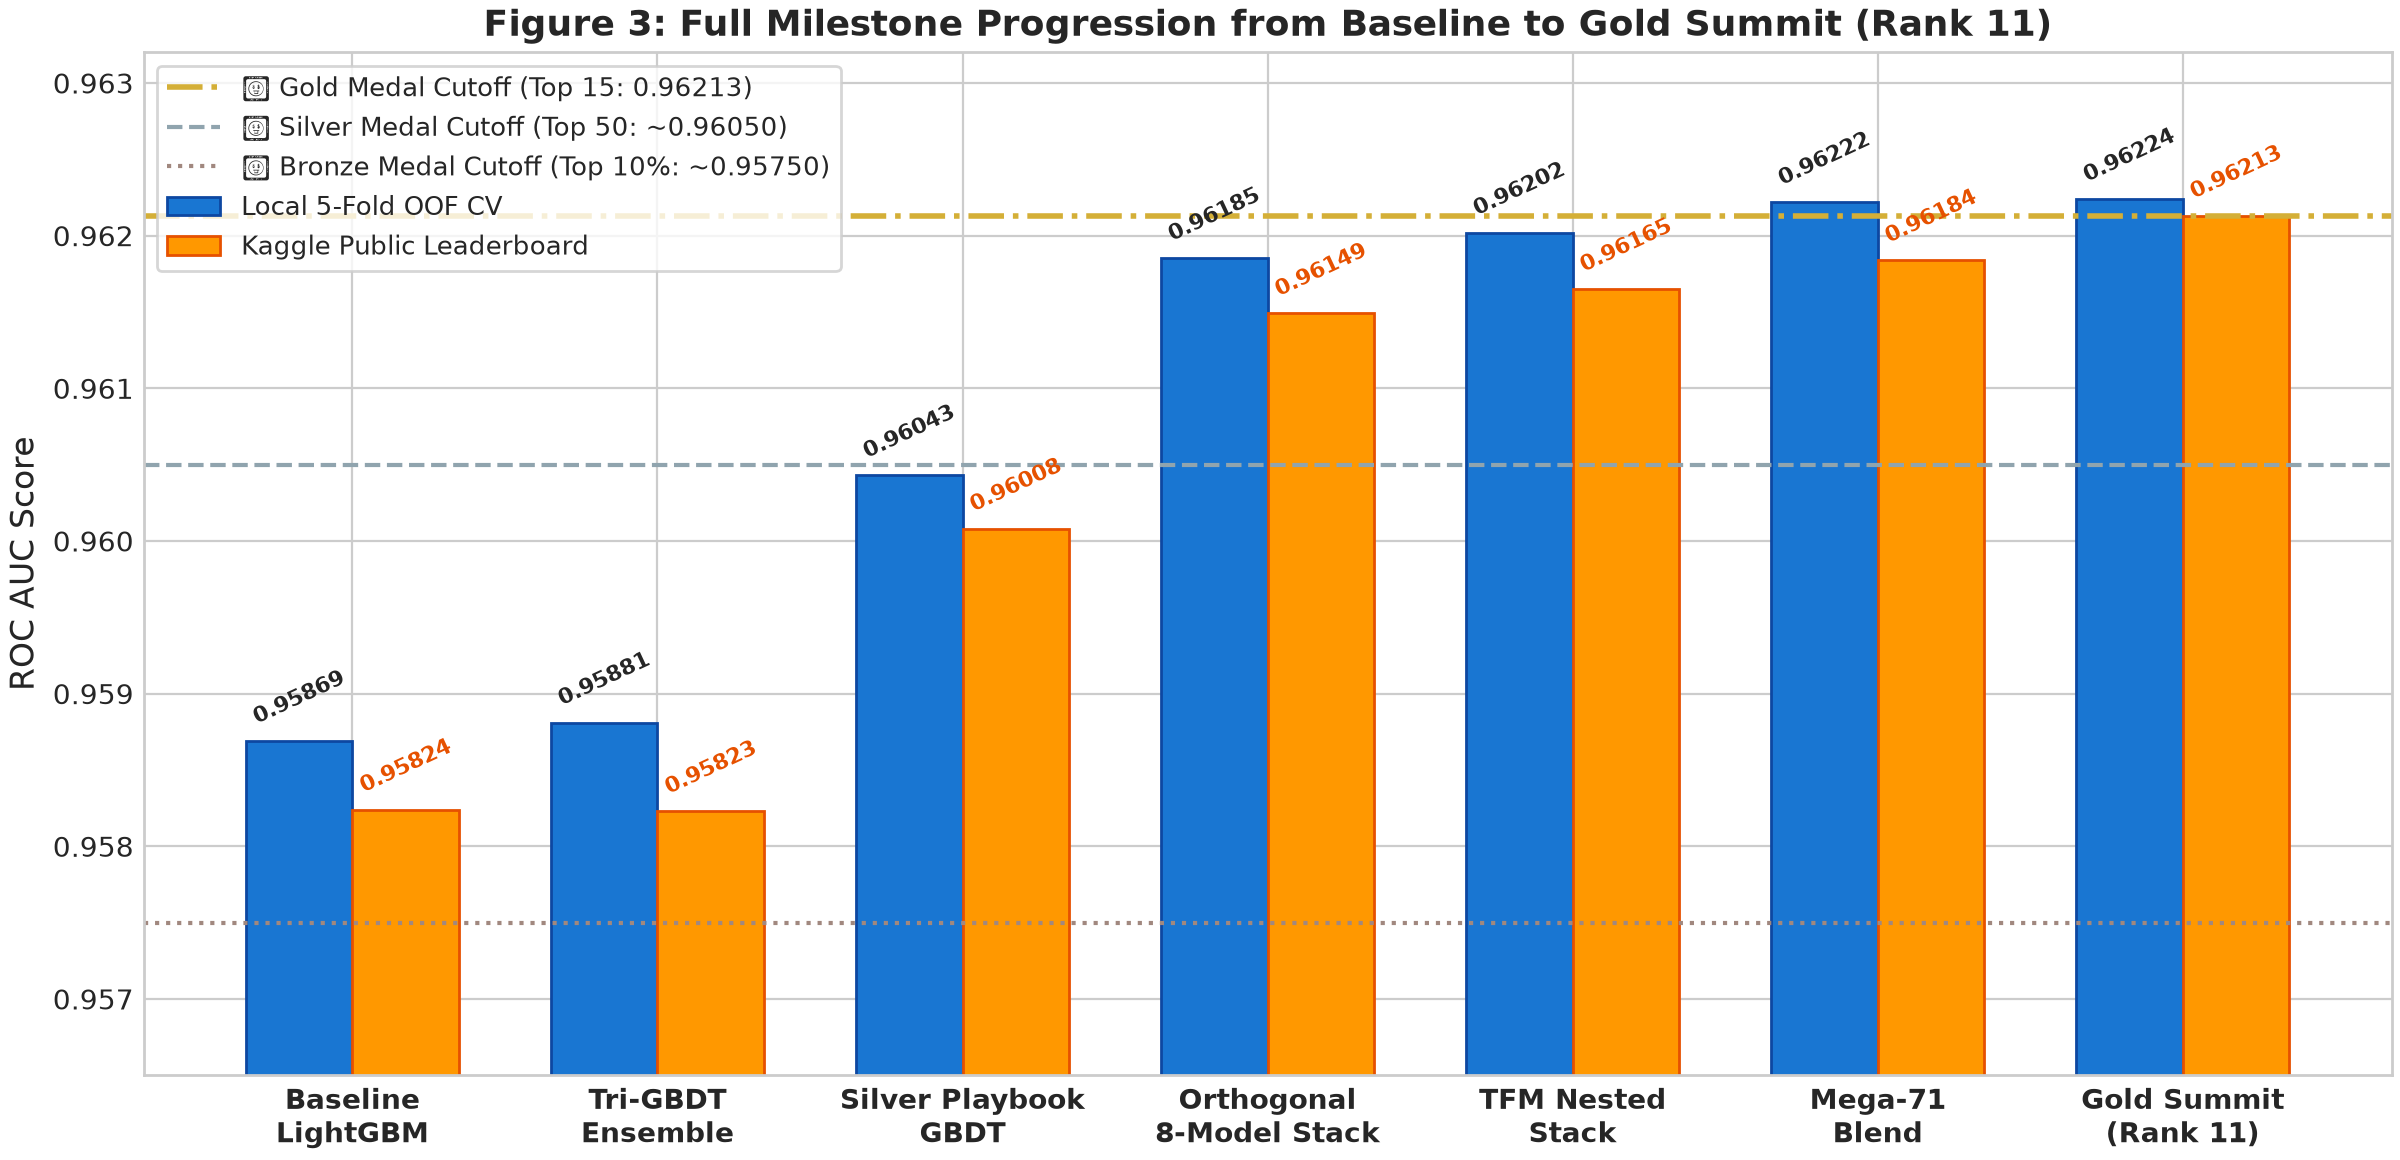 Figure 3: Full Milestone Progression from Baseline to Gold Summit (Rank 11)
Gold Medal Cutoff (Top 15: 0.96213)
Silver Medal Cutoff (Top 50: ~0.96050)
Bronze Medal Cutoff (Top 10%: ~0.95750)
Local 5-Fold OOF CV
Kaggle Public Leaderboard
ROC AUC Score
0.963
0.962
0.961
0.960
0.959
0.958
0.957
0.95869
0.95824
0.95881
0.95823
0.96043
0.96008
0.96185
0.96149
0.96202
0.96165
0.96222
0.96184
0.96224
0.96213
Baseline
LightGBM
Tri-GBDT
Ensemble
Silver Playbook
GBDT
Orthogonal
8-Model Stack
TFM Nested
Stack
Mega-71
Blend
Gold Summit
(Rank 11)